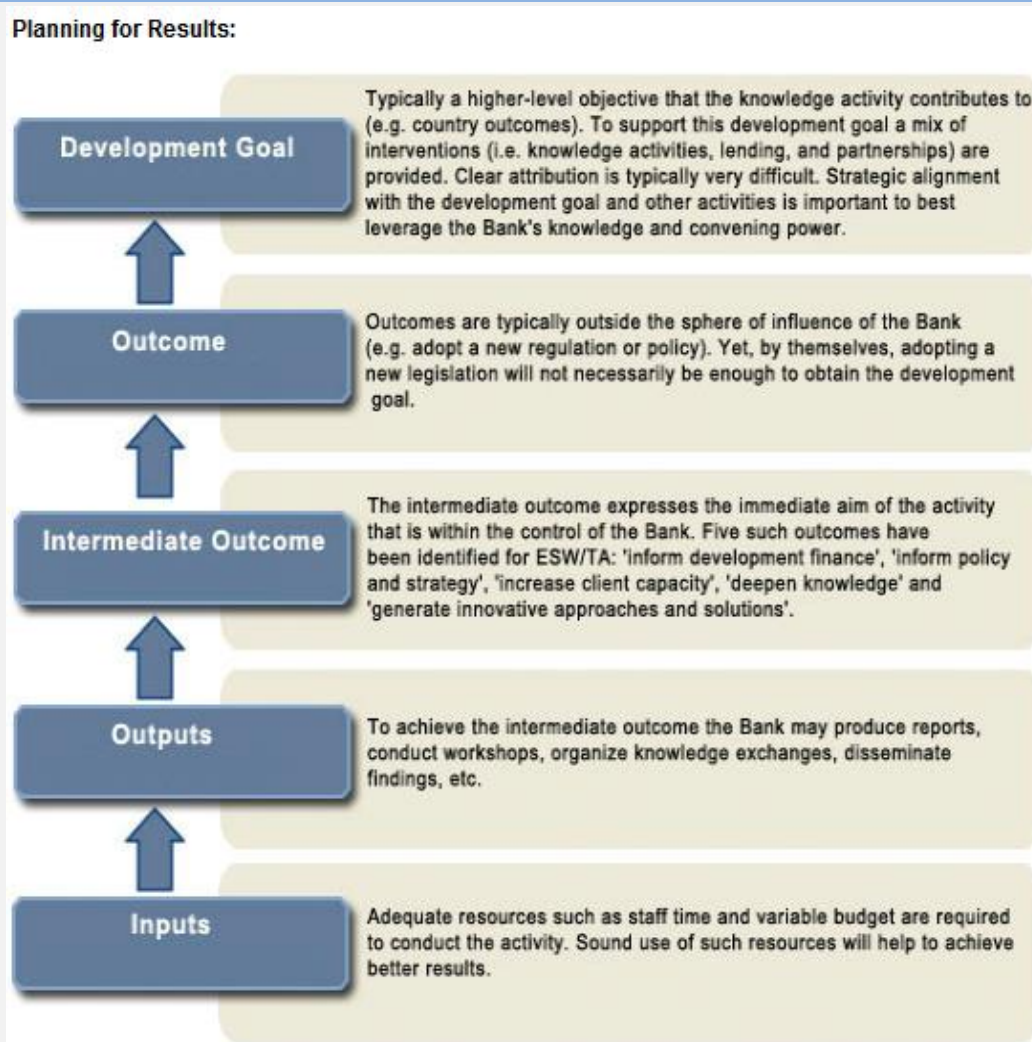 Planning for Results:
Development Goal
Typically a higher-level objective that the knowledge activity contributes to
(e.g. country outcomes). To support this development goal a mix of
interventions (i.e. knowledge activities, lending, and partnerships) are
provided. Clear attribution is typically very difficult. Strategic alignment
with the development goal and other activities is important to best
leverage the Bank's knowledge and convening power.
Outcome
Outcomes are typically outside the sphere of influence of the Bank
(e.g. adopt a new regulation or policy). Yet, by themselves, adopting a
new legislation will not necessarily be enough to obtain the development
goal.
Intermediate Outcome
The intermediate outcome expresses the immediate aim of the activity
that is within the control of the Bank. Five such outcomes have
been identified for ESW/TA: 'inform development finance', 'inform policy
and strategy', 'increase client capacity', 'deepen knowledge' and
'generate innovative approaches and solutions'.
Outputs
To achieve the intermediate outcome the Bank may produce reports,
conduct workshops, organize knowledge exchanges, disseminate
findings, etc.
Inputs
Adequate resources such as staff time and variable budget are required
to conduct the activity. Sound use of such resources will help to achieve
better results.